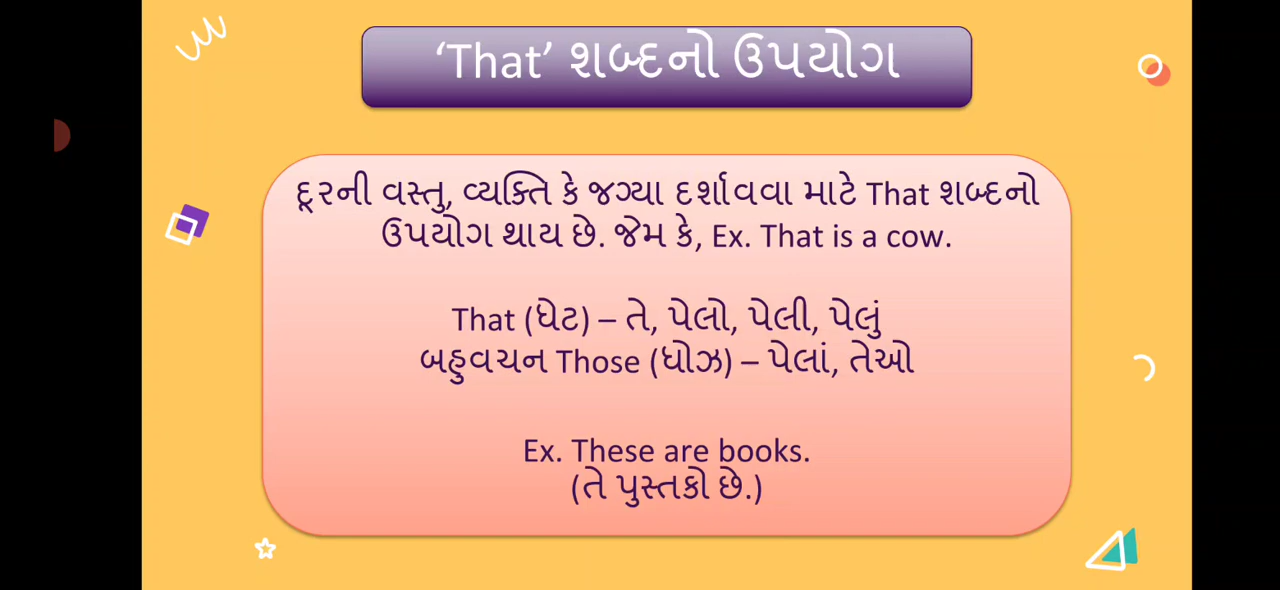 ‘That’ શબ્દનો ઉપયોગ
દૂરની વસ્તુ, વ્યક્તિ કે જગ્યા દર્શાવવા માટે That શબ્દનો
ઉપયોગ થાય છે. જેમ કે, Ex. That is a cow.
That (ધેટ) – તે, પેલો, પેલી, પેલું
બહુવચન Those (ધોઝ) – પેલાં, તેઓ
Ex. These are books.
(તે પુસ્તકો છે.)